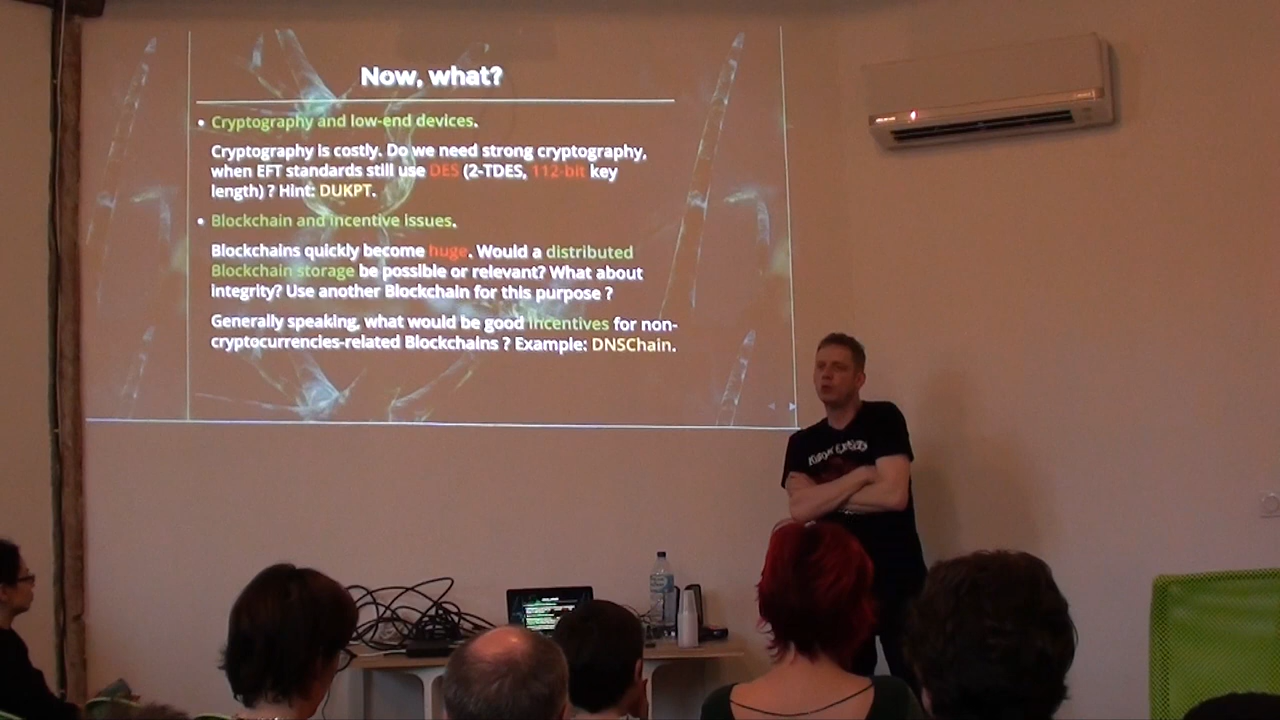 Now, what?
• Cryptography and low-end devices.
Cryptography is costly. Do we need strong cryptography,
when EFT standards still use DES (2-TDES, 112-bit key
length) ? Hint: DUKPT.
• Blockchain and incentive issues.
Blockchains quickly become huge. Would a distributed
Blockchain storage be possible or relevant? What about
integrity? Use another Blockchain for this purpose ?
Generally speaking, what would be good incentives for non-
cryptocurrencies-related Blockchains ? Example: DNSChain.